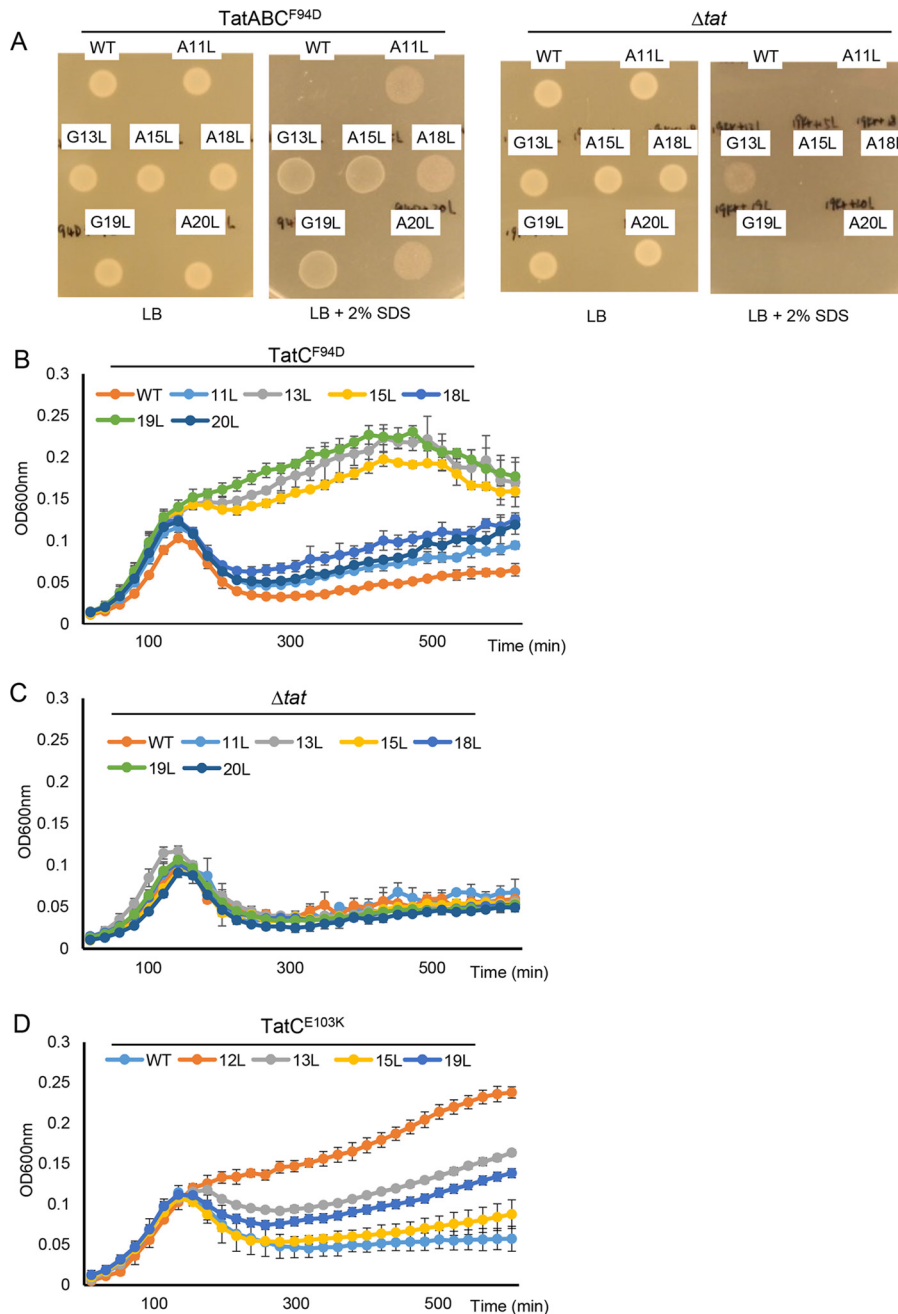 TatABC^F94D
Δtat
A
WT A11L WT A11L WT A11L WT A11L
G13L A15L A18L G13L A15L A18L G13L A15L A18L G13L A15L A18L
G19L A20L G19L A20L G19L A20L G19L A20L
LB
LB + 2% SDS
LB
LB + 2% SDS
B
TatC^F94D
WT 11L 13L 15L 18L
19L 20L
OD600nm
0.3
0.25
0.2
0.15
0.1
0.05
0
100 300 500 Time (min)
C
Δtat
WT 11L 13L 15L 18L
19L 20L
OD600nm
0.3
0.25
0.2
0.15
0.1
0.05
0
100 300 500 Time (min)
D
TatC^E103K
WT 12L 13L 15L 19L
OD600nm
0.3
0.25
0.2
0.15
0.1
0.05
0
100 300 500 Time (min)